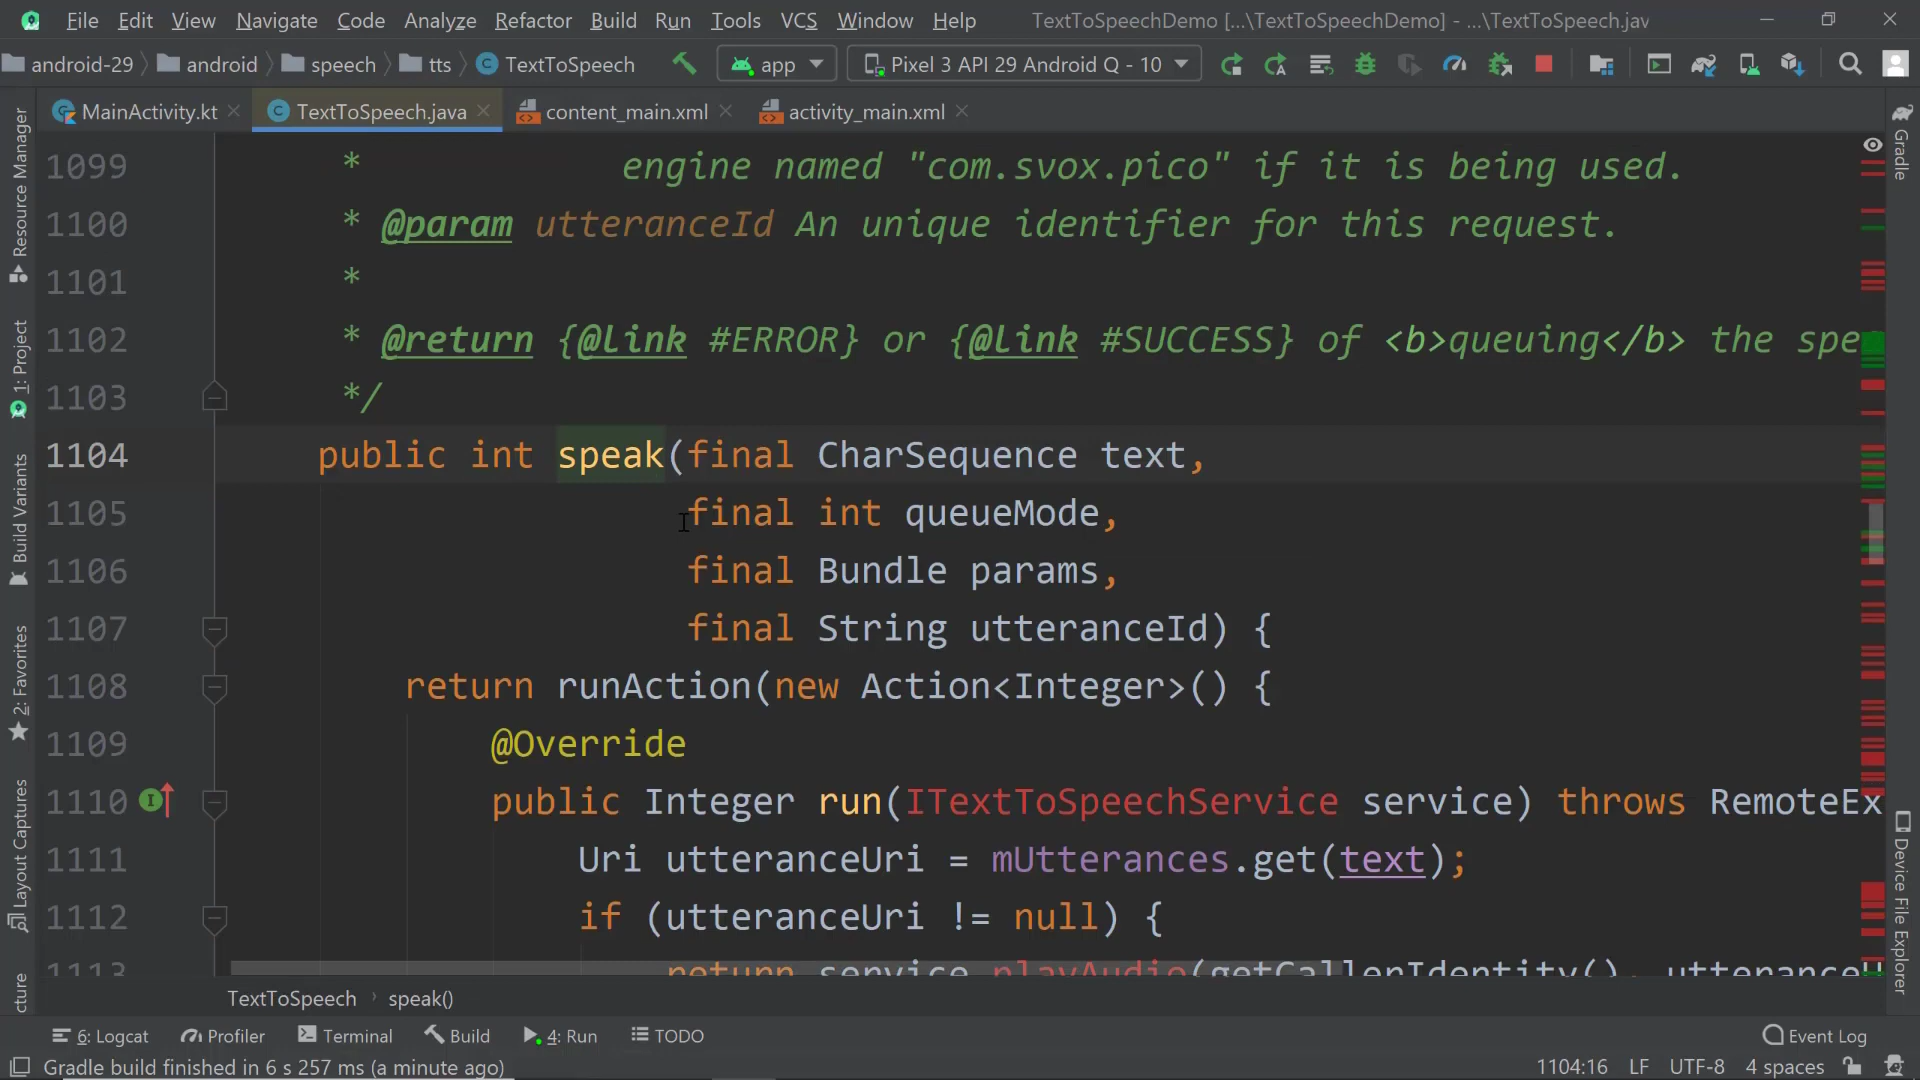 File Edit View Navigate Code Analyze Refactor Build Run Tools VCS Window Help TextToSpeechDemo [...\TextToSpeechDemo] - ...\TextToSpeech.jav
android-29 android speech tts TextToSpeech app Pixel 3 API 29 Android Q - 10
MainActivity.kt TextToSpeech.java content_main.xml activity_main.xml
Resource Manager
1: Project
Build Variants
2: Favorites
Layout Captures
cture
1099 * engine named "com.svox.pico" if it is being used.
1100 * @param utteranceId An unique identifier for this request.
1101 *
1102 * @return {@link #ERROR} or {@link #SUCCESS} of <b>queuing</b> the spe
1103 */
1104 public int speak(final CharSequence text,
1105 final int queueMode,
1106 final Bundle params,
1107 final String utteranceId) {
1108 return runAction(new Action<Integer>() {
1109 @Override
1110 public Integer run(ITextToSpeechService service) throws RemoteEx
1111 Uri utteranceUri = mUtterances.get(text);
1112 if (utteranceUri != null) {
1113 return service.playAudio(getCallerIdentity(), utteranceU
Gradle
Device File Explorer
TextToSpeech speak()
6: Logcat Profiler Terminal Build 4: Run TODO Event Log
Gradle build finished in 6 s 257 ms (a minute ago) 1104:16 LF UTF-8 4 spaces